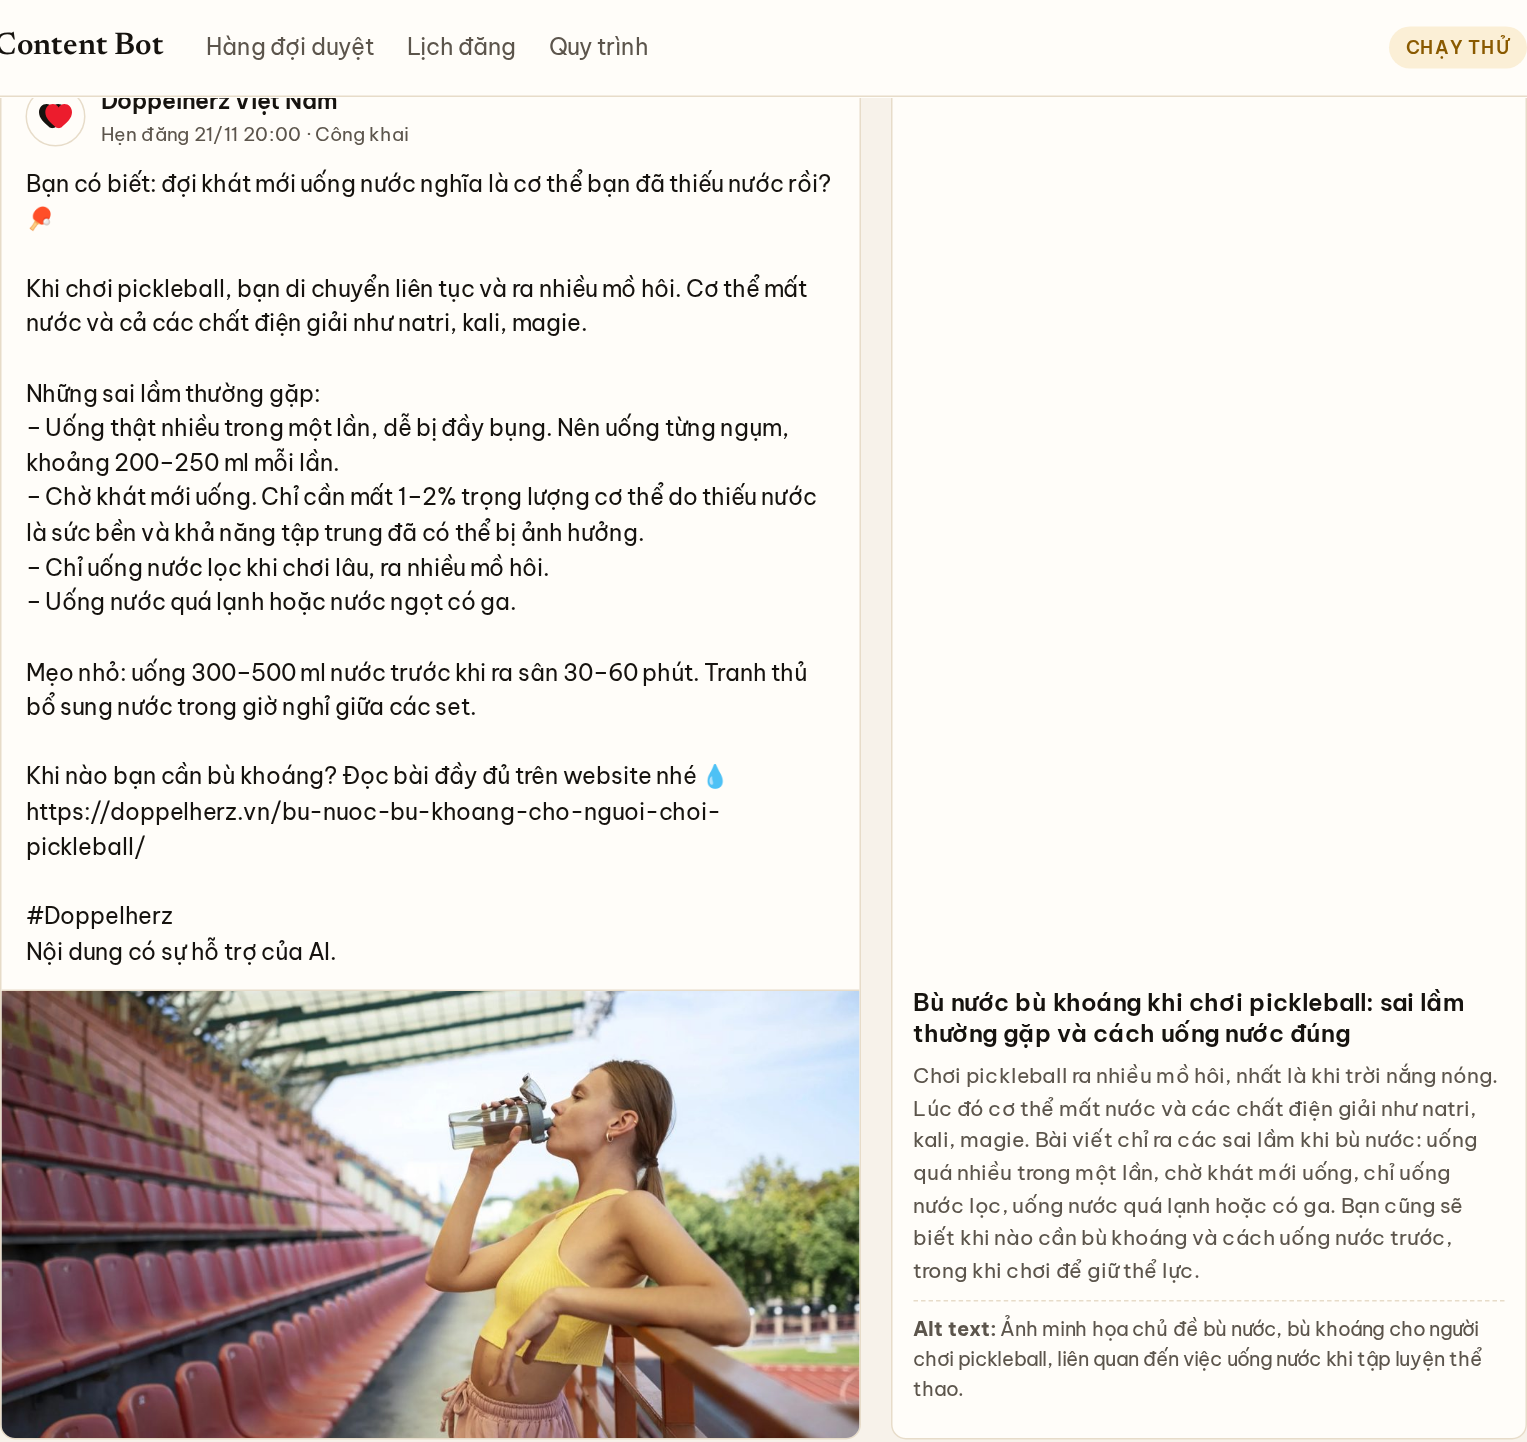 Content Bot
Hàng đợi duyệt
Lịch đăng
Quy trình
CHẠY THỬ
Doppelherz Việt Nam
Hẹn đăng 21/11 20:00 · Công khai
Bạn có biết: đợi khát mới uống nước nghĩa là cơ thể bạn đã thiếu nước rồi?
🏓
Khi chơi pickleball, bạn di chuyển liên tục và ra nhiều mồ hôi. Cơ thể mất
nước và cả các chất điện giải như natri, kali, magie.
Những sai lầm thường gặp:
– Uống thật nhiều trong một lần, dễ bị đầy bụng. Nên uống từng ngụm,
khoảng 200–250 ml mỗi lần.
– Chờ khát mới uống. Chỉ cần mất 1–2% trọng lượng cơ thể do thiếu nước
là sức bền và khả năng tập trung đã có thể bị ảnh hưởng.
– Chỉ uống nước lọc khi chơi lâu, ra nhiều mồ hôi.
– Uống nước quá lạnh hoặc nước ngọt có ga.
Mẹo nhỏ: uống 300–500 ml nước trước khi ra sân 30–60 phút. Tranh thủ
bổ sung nước trong giờ nghỉ giữa các set.
Khi nào bạn cần bù khoáng? Đọc bài đầy đủ trên website nhé 💧
https://doppelherz.vn/bu-nuoc-bu-khoang-cho-nguoi-choi-
pickleball/
#Doppelherz
Nội dung có sự hỗ trợ của AI.
Bù nước bù khoáng khi chơi pickleball: sai lầm
thường gặp và cách uống nước đúng
Chơi pickleball ra nhiều mồ hôi, nhất là khi trời nắng nóng.
Lúc đó cơ thể mất nước và các chất điện giải như natri,
kali, magie. Bài viết chỉ ra các sai lầm khi bù nước: uống
quá nhiều trong một lần, chờ khát mới uống, chỉ uống
nước lọc, uống nước quá lạnh hoặc có ga. Bạn cũng sẽ
biết khi nào cần bù khoáng và cách uống nước trước,
trong khi chơi để giữ thể lực.
Alt text: Ảnh minh họa chủ đề bù nước, bù khoáng cho người
chơi pickleball, liên quan đến việc uống nước khi tập luyện thể
thao.